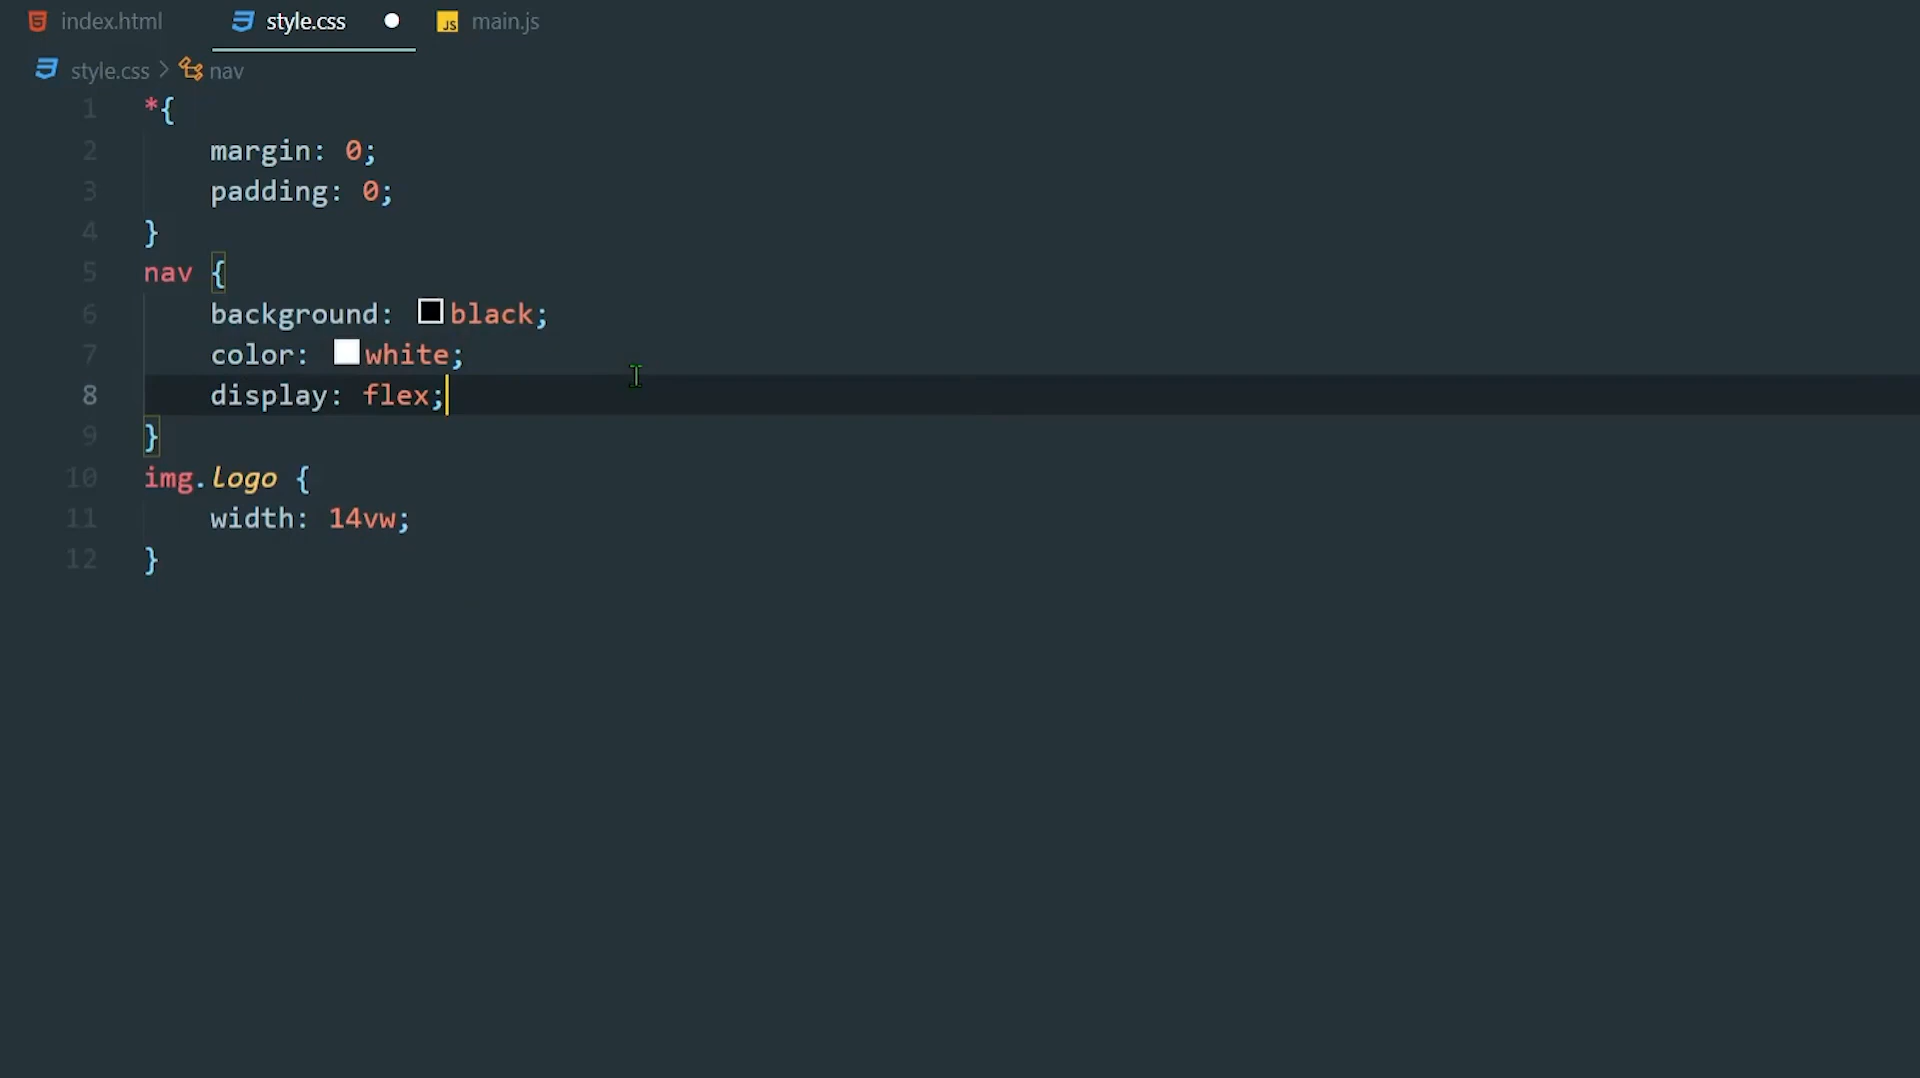 index.html style.css main.js
style.css > nav
1 *{
2 margin: 0;
3 padding: 0;
4 }
5 nav {
6 background: black;
7 color: white;
8 display: flex;
9 }
10 img.logo {
11 width: 14vw;
12 }